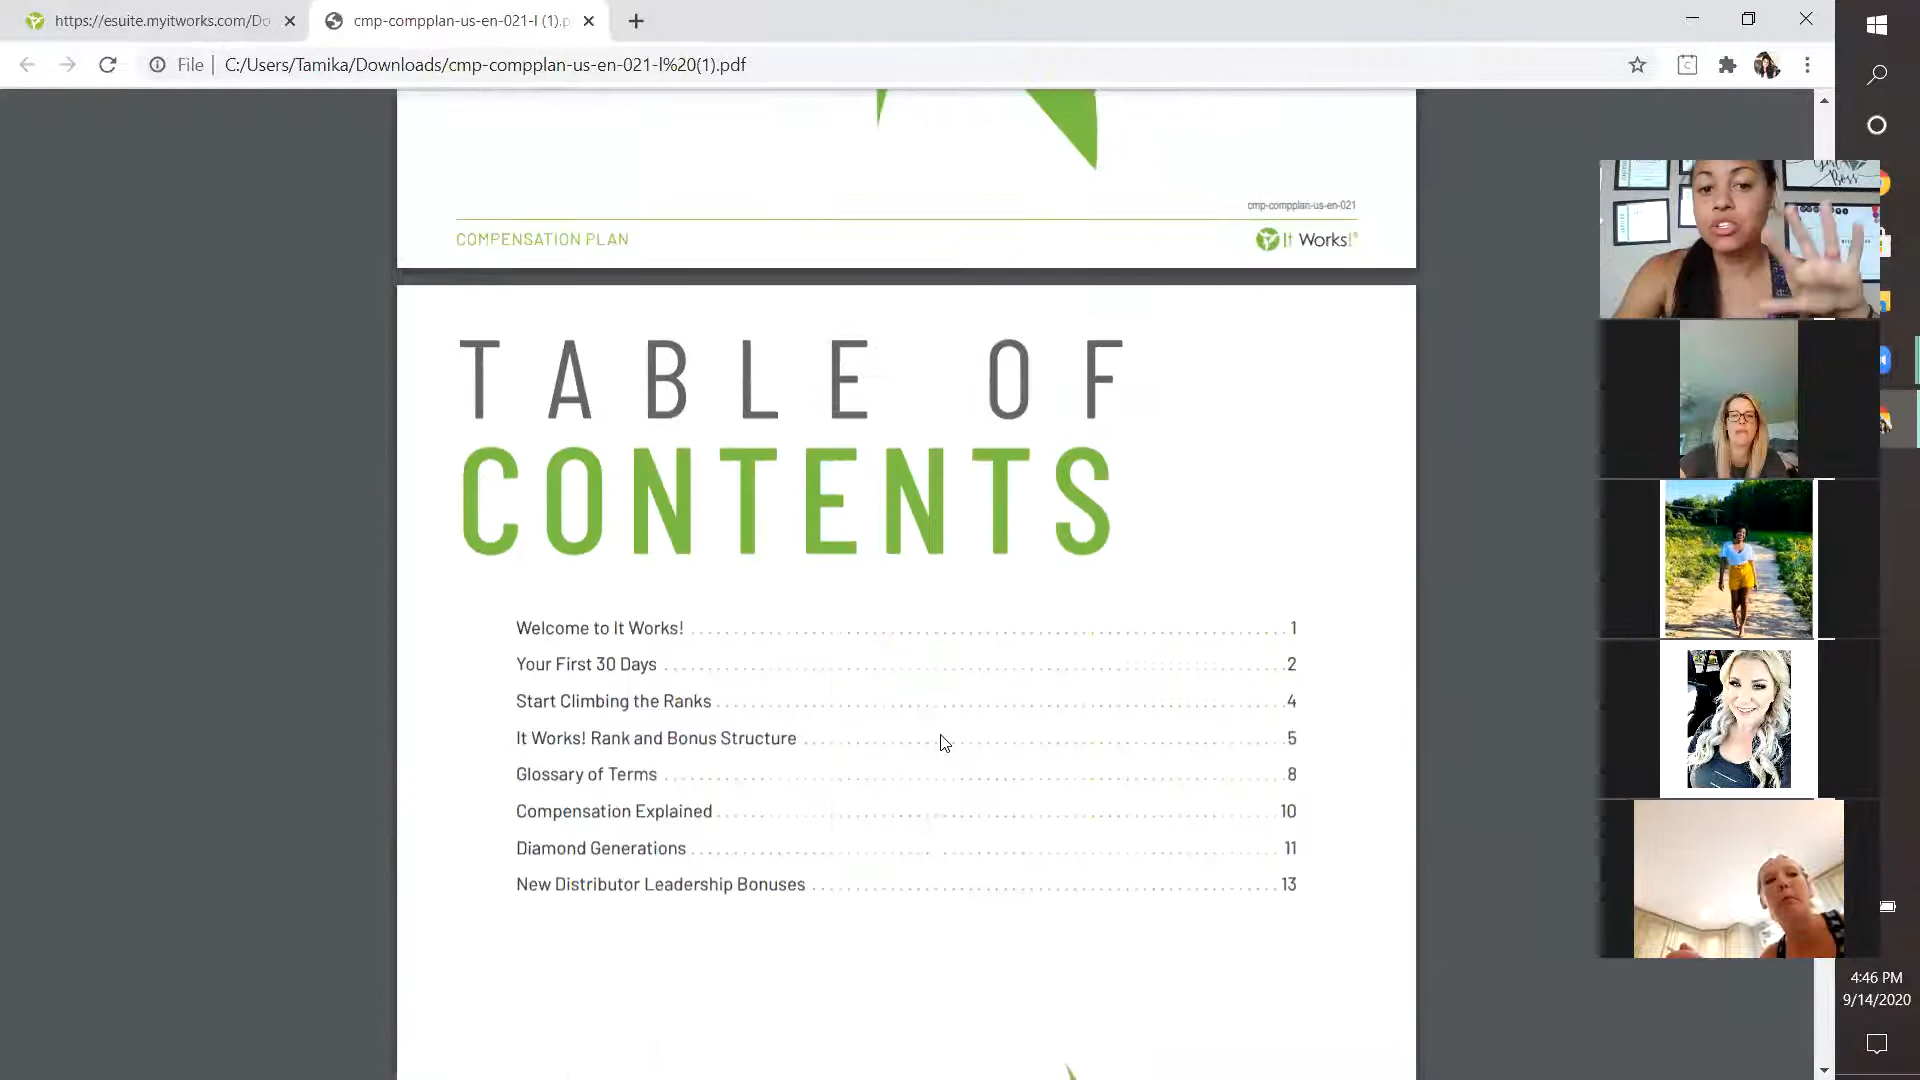 https://esuite.myitworks.com/Do
cmp-compplan-us-en-021-l (1).p
File
C:/Users/Tamika/Downloads/cmp-compplan-us-en-021-l%20(1).pdf
cmp-compplan-us-en-021
COMPENSATION PLAN
It Works!®
TABLE OF
CONTENTS
Welcome to It Works! 1
Your First 30 Days 2
Start Climbing the Ranks 4
It Works! Rank and Bonus Structure 5
Glossary of Terms 8
Compensation Explained 10
Diamond Generations 11
New Distributor Leadership Bonuses 13
Girl
Boss
4:46 PM
9/14/2020